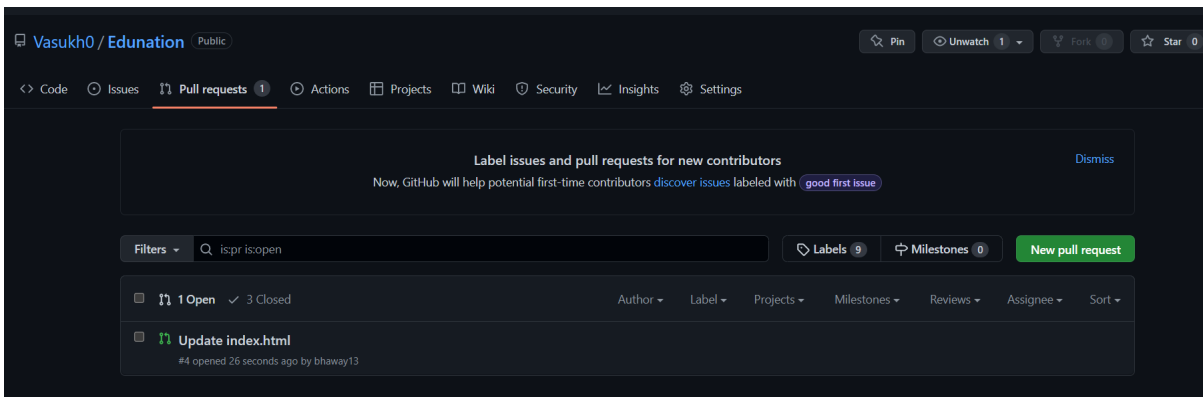 Vasukh0 / Edunation Public Pin Unwatch 1 Fork 0 Star 0
Code Issues Pull requests 1 Actions Projects Wiki Security Insights Settings
Label issues and pull requests for new contributors Dismiss
Now, GitHub will help potential first-time contributors discover issues labeled with good first issue
Filters is:pr is:open Labels 9 Milestones 0 New pull request
1 Open 3 Closed Author Label Projects Milestones Reviews Assignee Sort
Update index.html
#4 opened 26 seconds ago by bhaway13